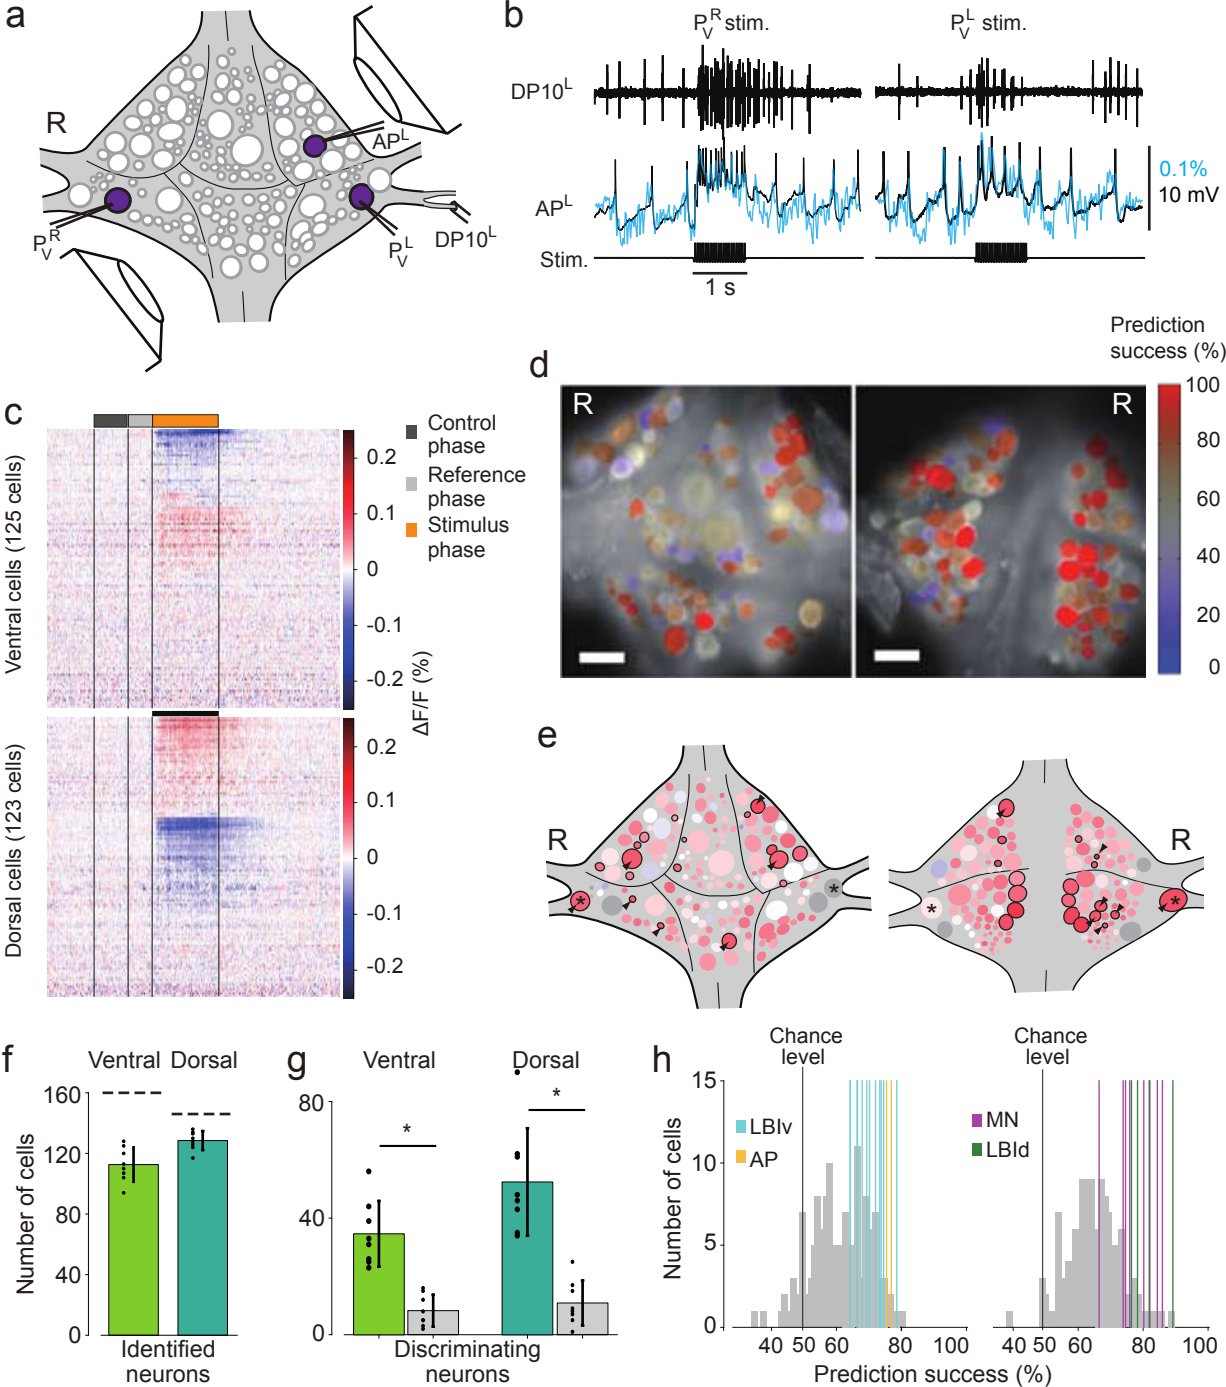 a
R
AP^L
P_V^R
P_V^L
DP10^L
b
P_V^R stim.
P_V^L stim.
DP10^L
AP^L
0.1%
10 mV
Stim.
1 s
c
Ventral cells (125 cells)
Dorsal cells (123 cells)
0.2
0.1
0
-0.1
-0.2
0.2
0.1
0
-0.1
-0.2
ΔF/F (%)
Control
phase
Reference
phase
Stimulus
phase
d
R
R
Prediction
success (%)
100
80
60
40
20
0
e
R
*
*
R
*
*
f
Ventral Dorsal
Number of cells
160
120
80
40
0
Identified
neurons
g
Ventral
Dorsal
*
*
80
40
0
Discriminating
neurons
h
Chance
level
Chance
level
Number of cells
15
10
5
0
LBIv
AP
MN
LBId
40 60 80 100
40 60 80 100
Prediction success (%)